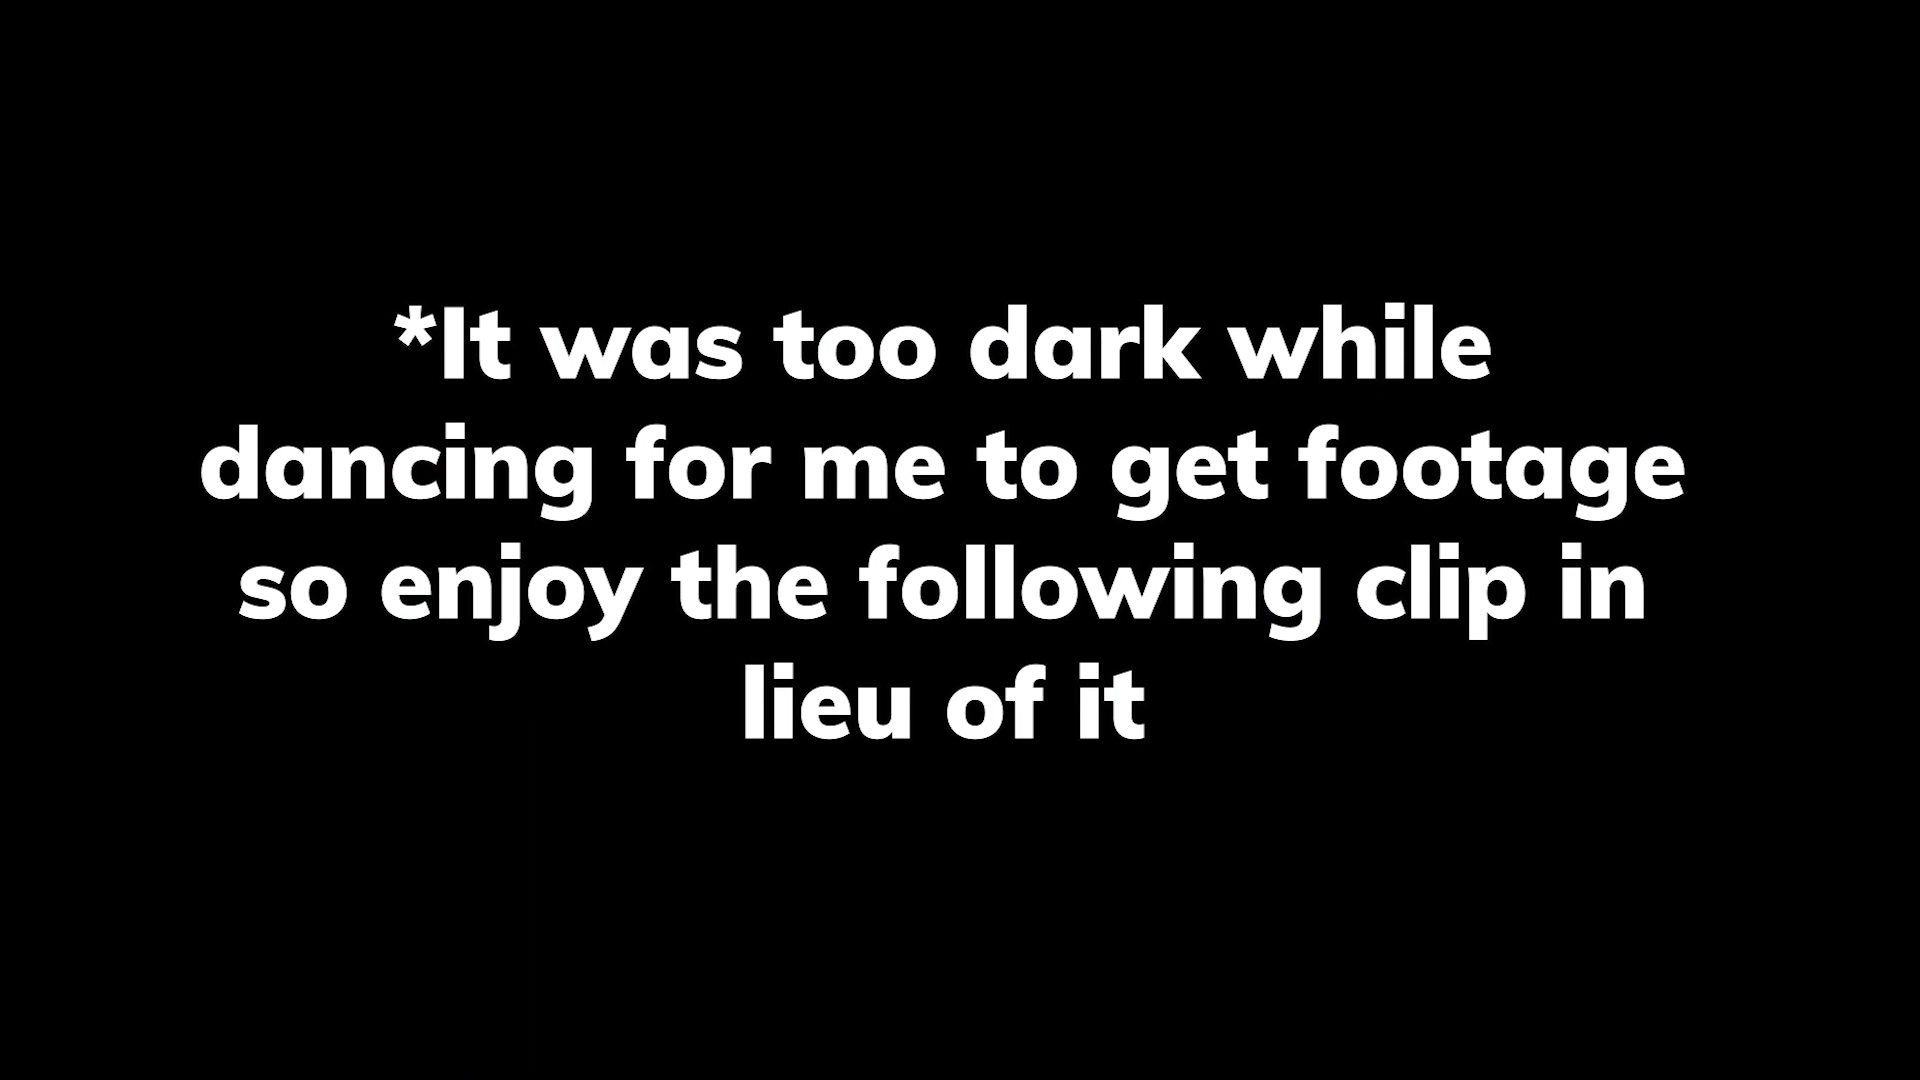 *It was too dark while
dancing for me to get footage
so enjoy the following clip in
lieu of it